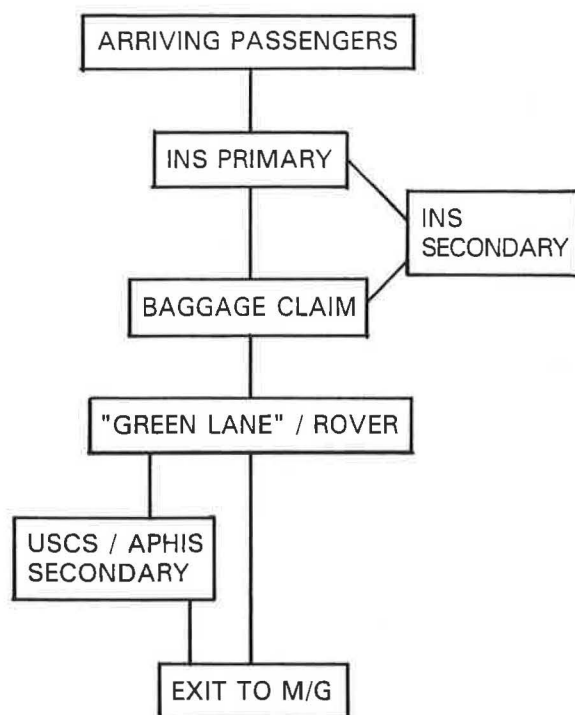 ARRIVING PASSENGERS
INS PRIMARY
INS
SECONDARY
BAGGAGE CLAIM
"GREEN LANE" / ROVER
USCS / APHIS
SECONDARY
EXIT TO M/G